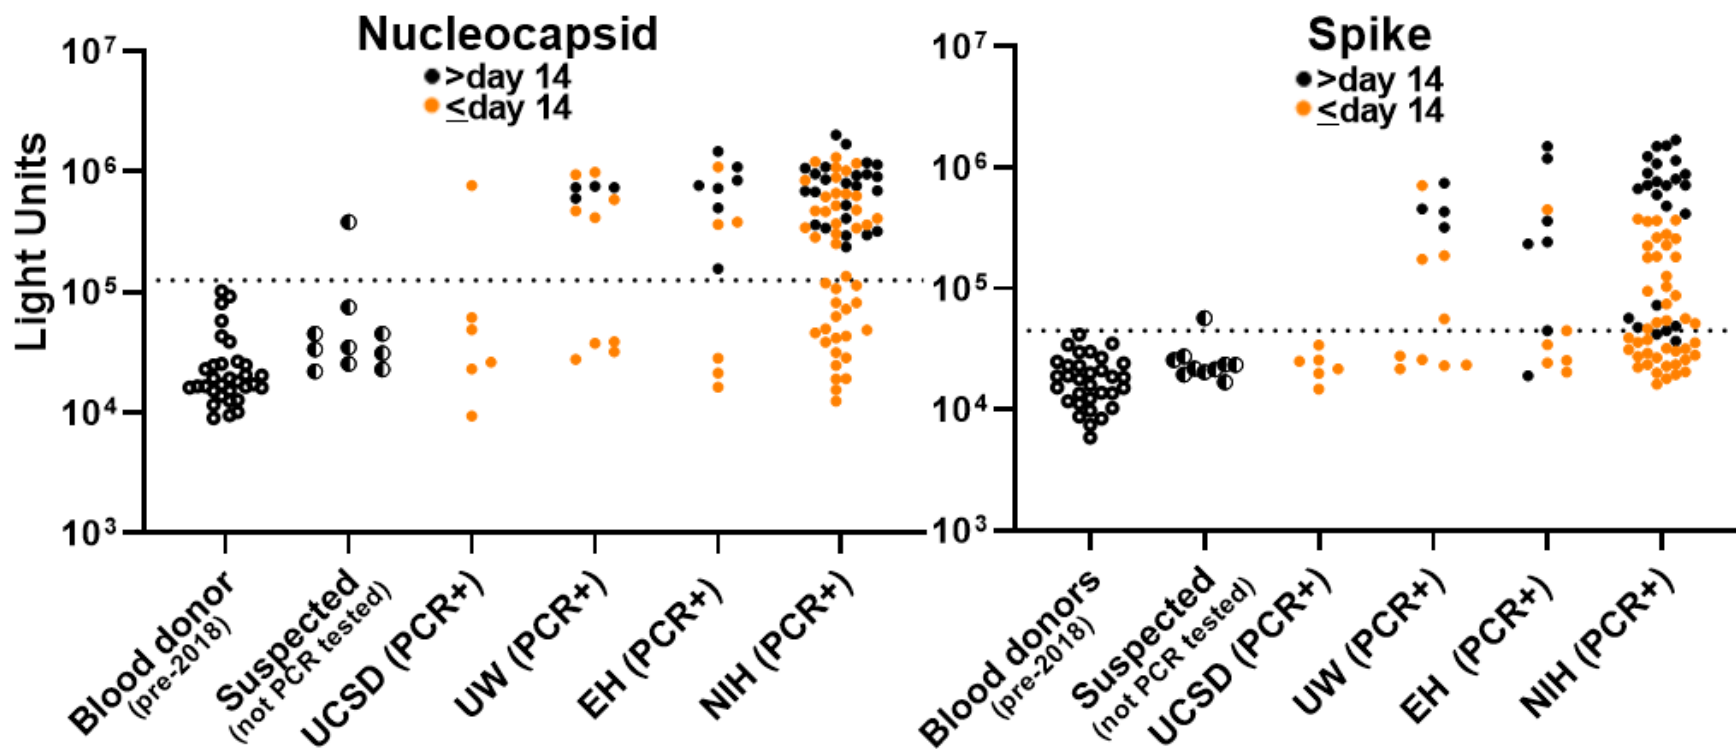 Nucleocapsid
>day 14
≤day 14
Light Units
10⁷
10⁶
10⁵
10⁴
10³
Blood donor
(pre-2018)
Suspected
(not PCR tested)
UCSD (PCR+)
UW (PCR+)
EH (PCR+)
NIH (PCR+)
Spike
>day 14
≤day 14
10⁷
10⁶
10⁵
10⁴
10³
Blood donors
(pre-2018)
Suspected
(not PCR tested)
UCSD (PCR+)
UW (PCR+)
EH (PCR+)
NIH (PCR+)